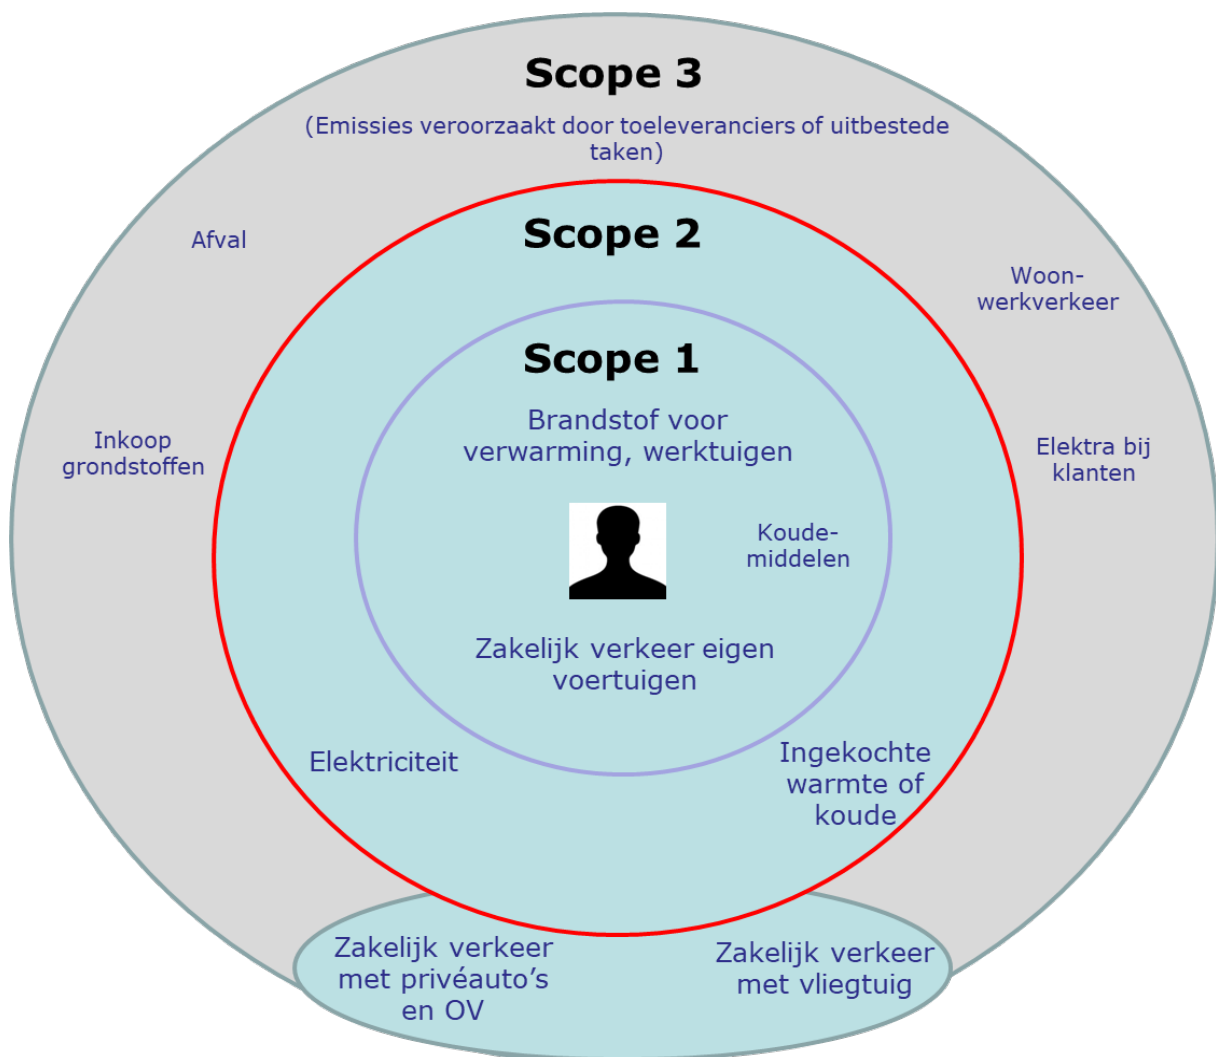 Scope 3
(Emissies veroorzaakt door toeleveranciers of uitbestede
taken)
Afval
Scope 2
Woon-
werkverkeer
Scope 1
Brandstof voor
verwarming, werktuigen
Inkoop
grondstoffen
Elektra bij
klanten
Koude-
middelen
Zakelijk verkeer eigen
voertuigen
Elektriciteit
Ingekochte
warmte of
koude
Zakelijk verkeer
met privéauto’s
en OV
Zakelijk verkeer
met vliegtuig